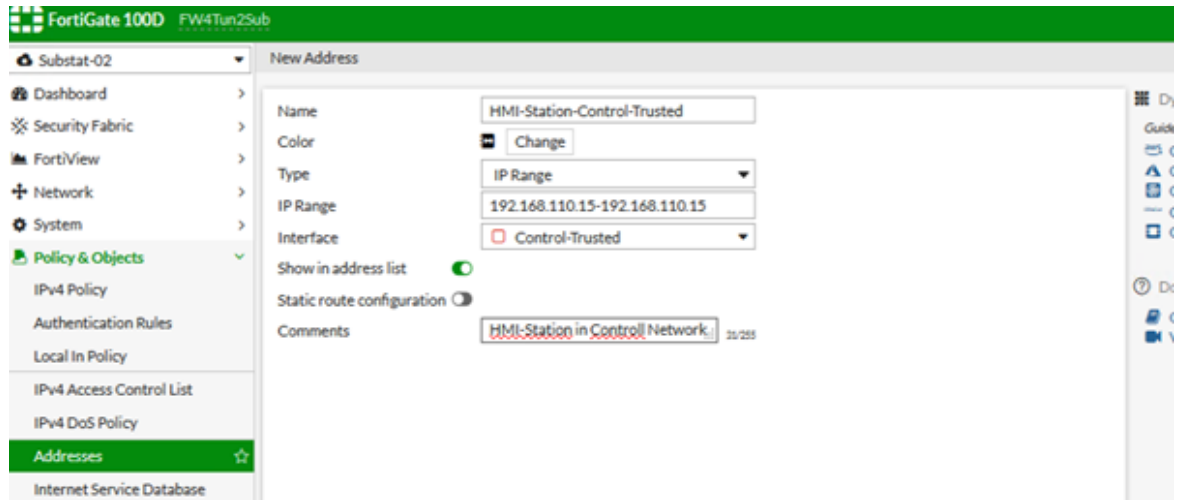 FortiGate 100D FW4Tun2Sub
Substat-02
New Address
Dashboard
Security Fabric
FortiView
Network
System
Policy & Objects
IPv4 Policy
Authentication Rules
Local In Policy
IPv4 Access Control List
IPv4 DoS Policy
Addresses
Internet Service Database
Name HMI-Station-Control-Trusted
Color Change
Type IP Range
IP Range 192.168.110.15-192.168.110.15
Interface Control-Trusted
Show in address list
Static route configuration
Comments HMI-Station in Controll Network 31/255